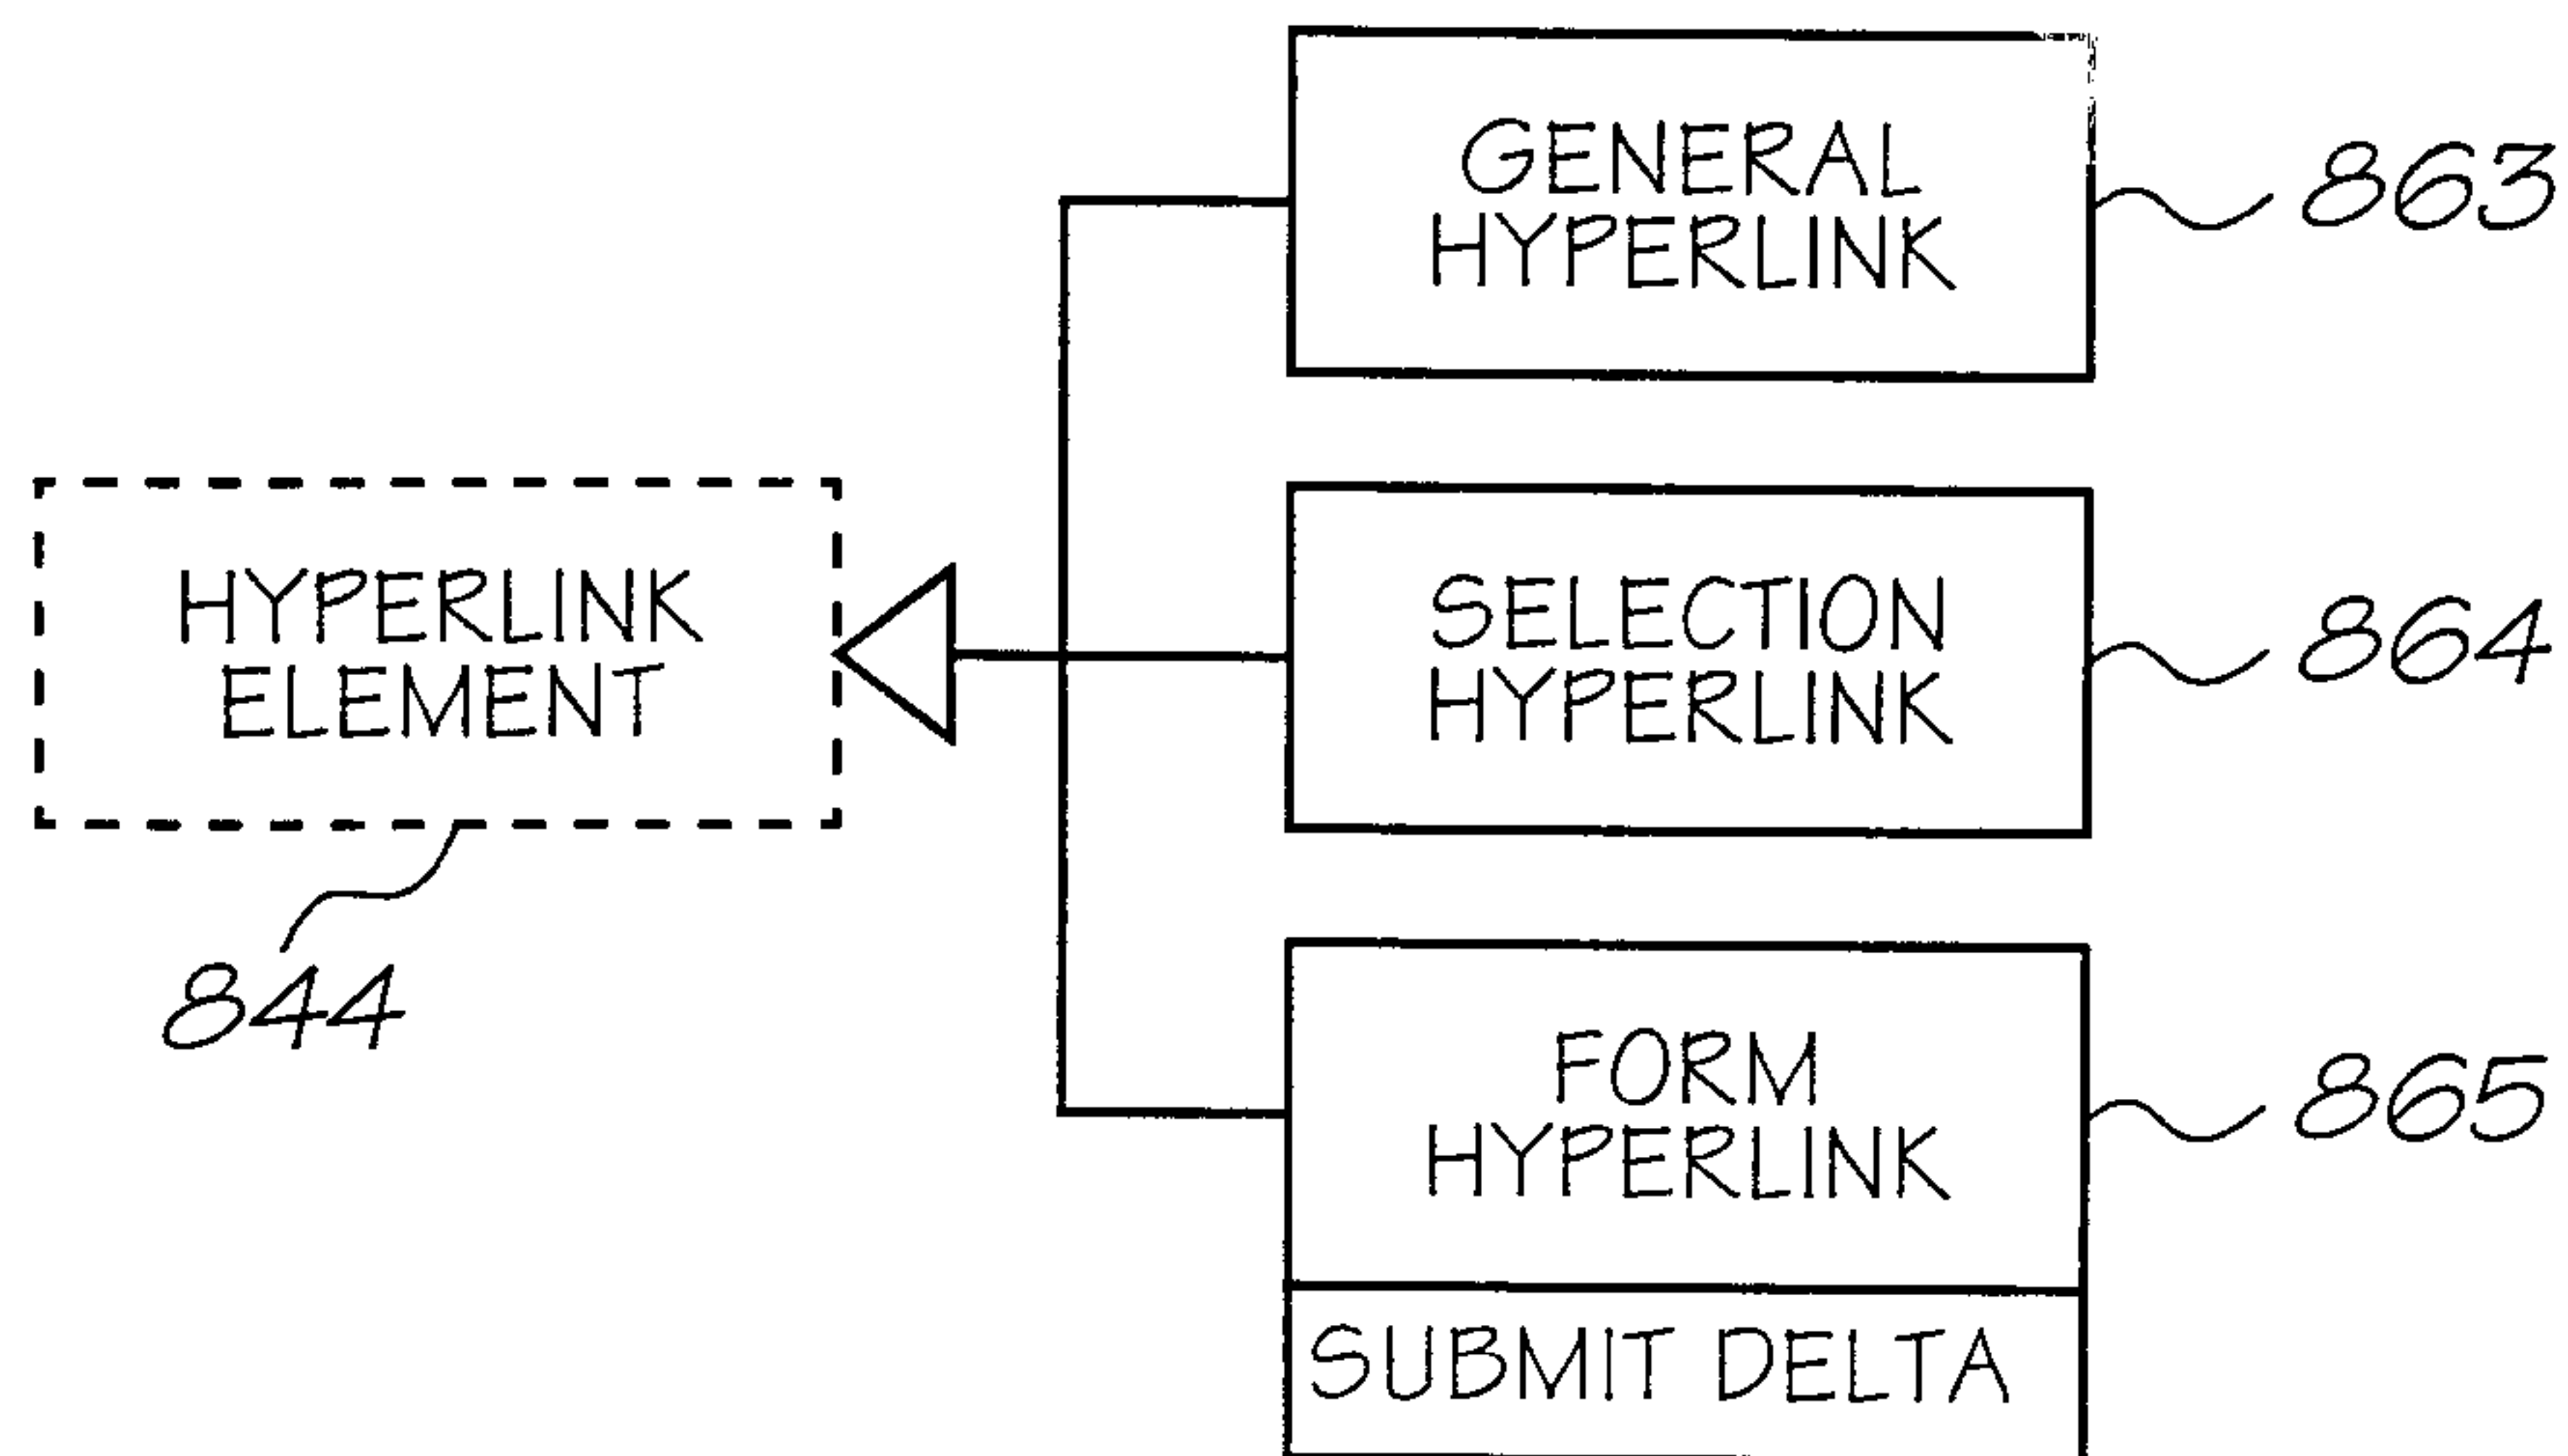 GENERAL
HYPERLINK
863
HYPERLINK
ELEMENT
844
SELECTION
HYPERLINK
864
FORM
HYPERLINK
865
SUBMIT DELTA